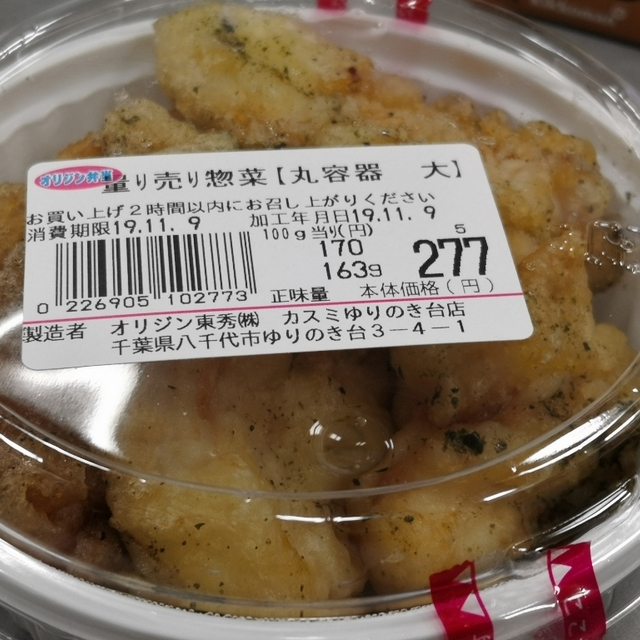 オリジン弁当
量り売り惣菜【丸容器 大】
お買い上げ2時間以内にお召し上がりください
消費期限19.11.9 加工年月日19.11.9
100g当り(円)
170
5
277
163g
0 226905 102773
正味量 本体価格(円)
製造者 オリジン東秀㈱ カスミゆりのき台店
千葉県八千代市ゆりのき台3-4-1